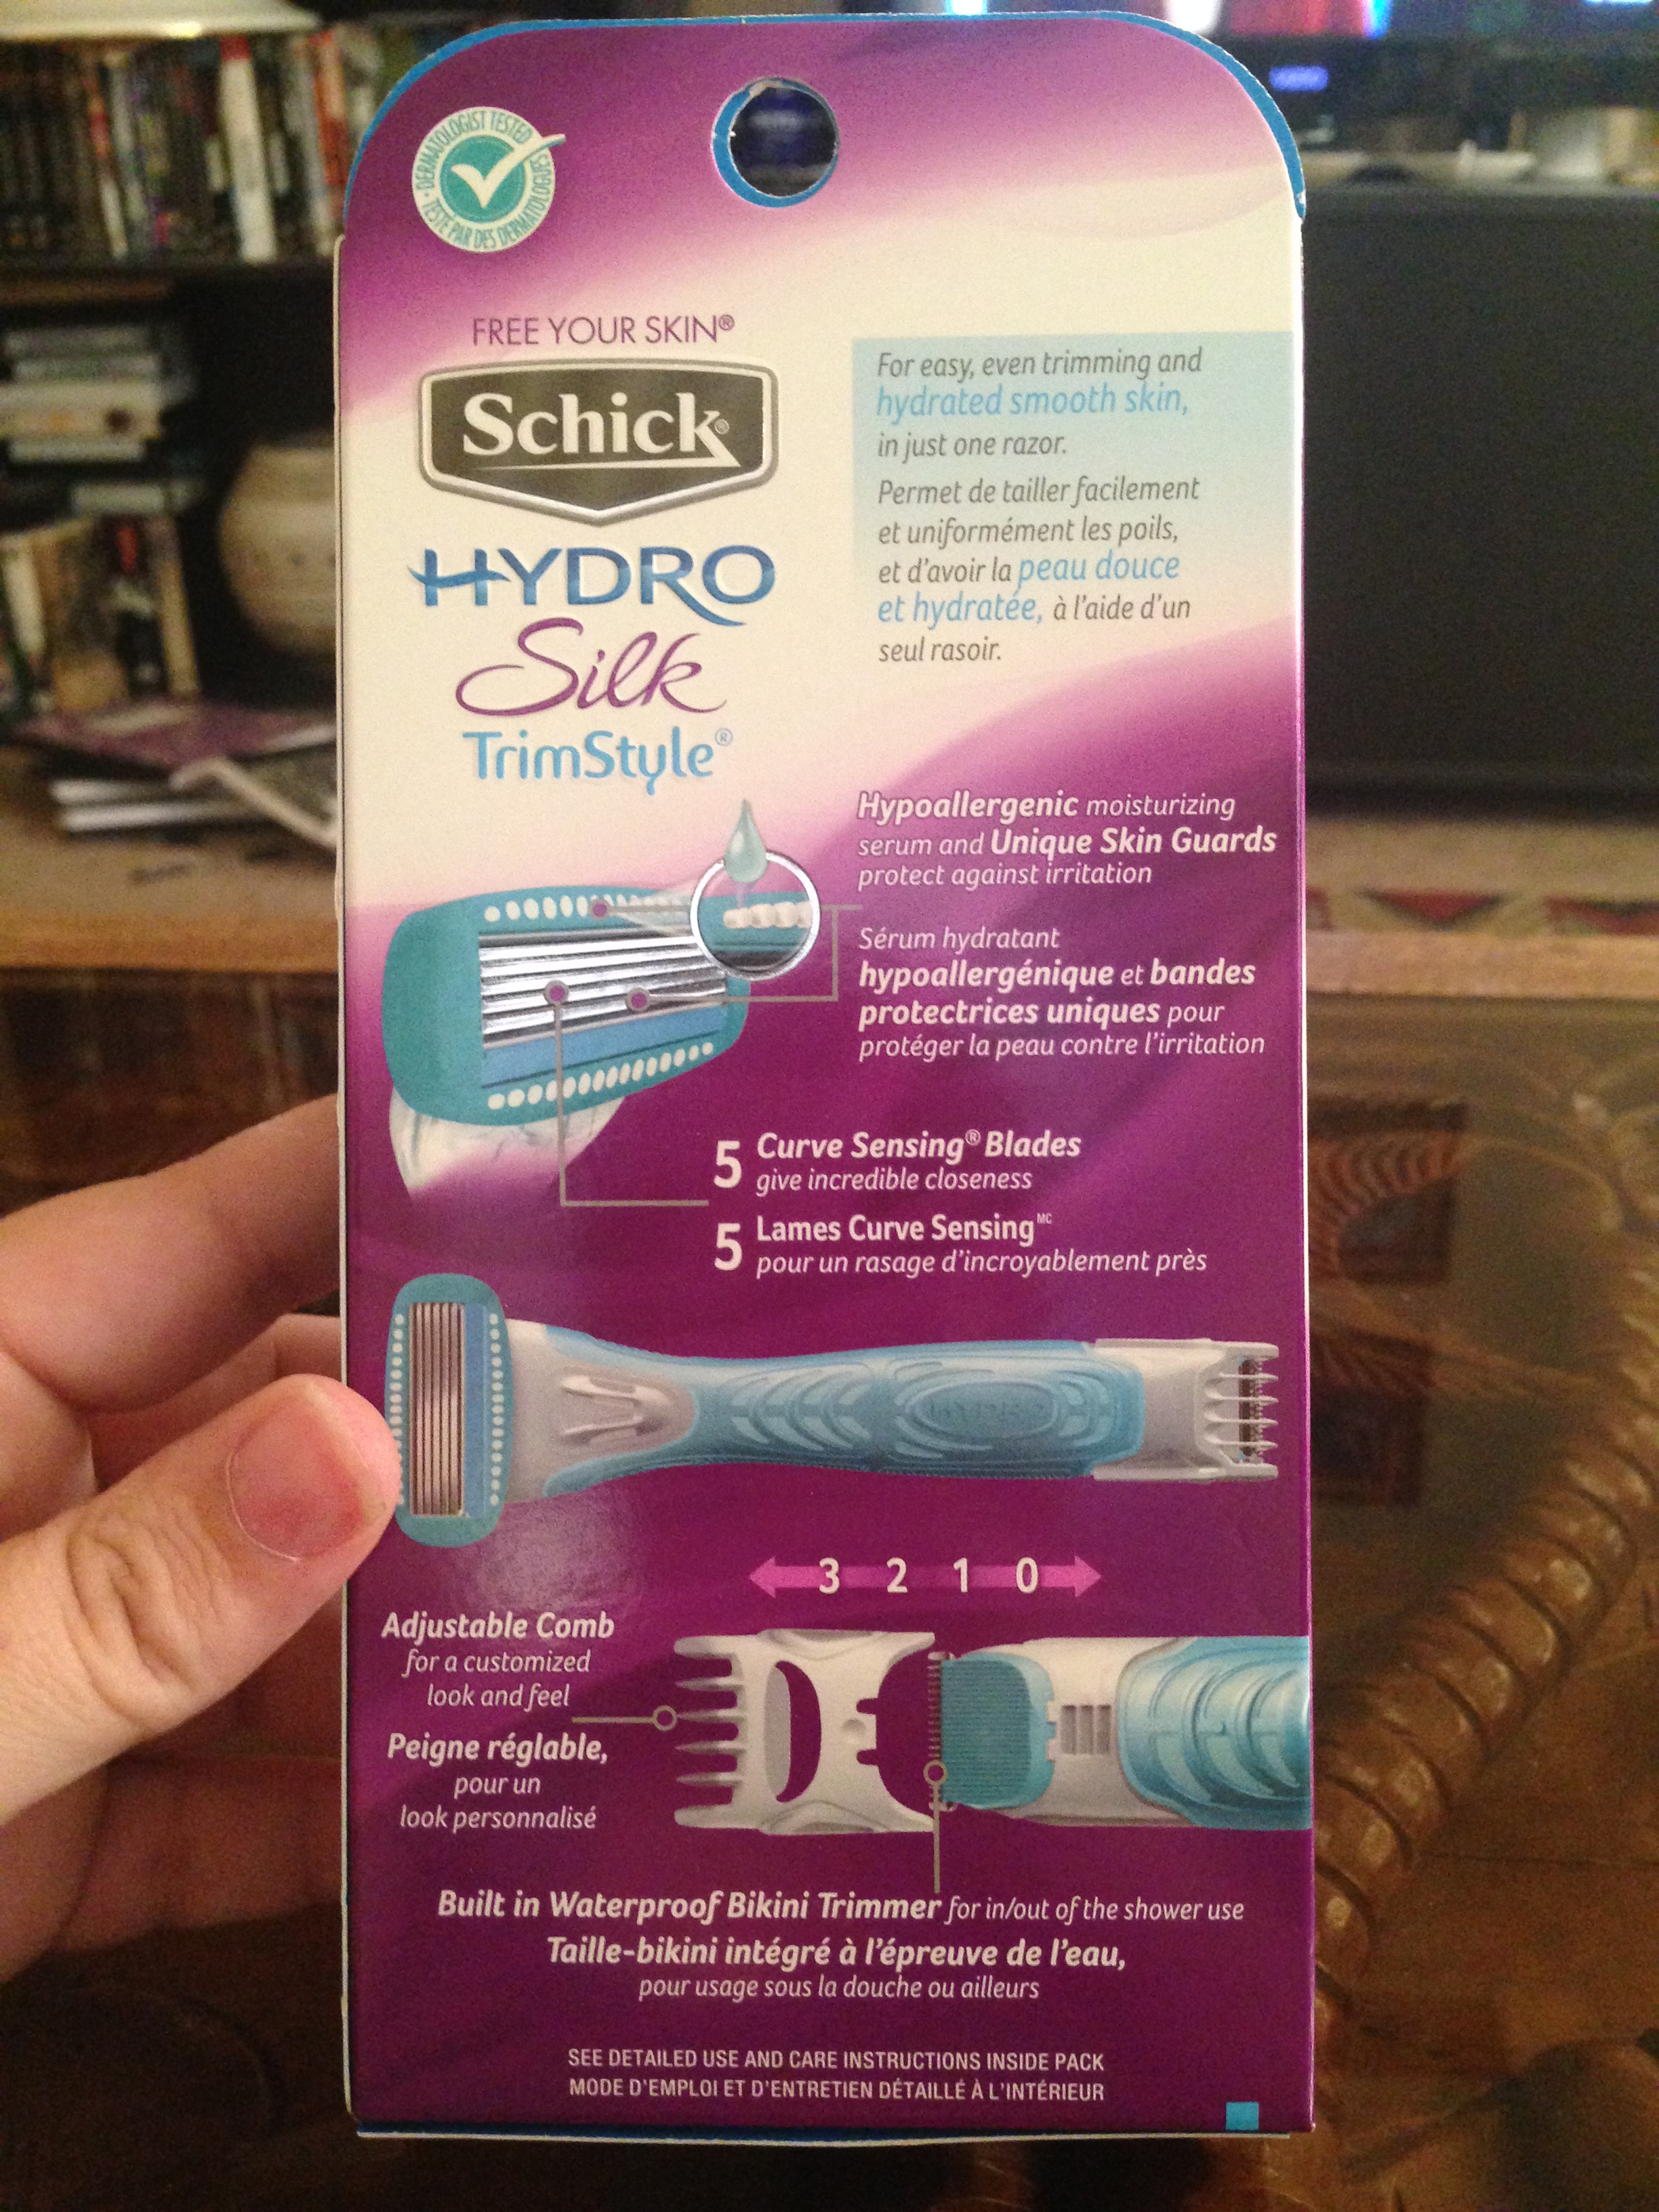 DERMATOLOGIST TESTED
TESTÉ PAR DES DERMATOLOGUES
FREE YOUR SKIN®
Schick®
HYDRO
Silk
TrimStyle®
For easy, even trimming and
hydrated smooth skin,
in just one razor.
Permet de tailler facilement
et uniformément les poils,
et d'avoir la peau douce
et hydratée, à l'aide d'un
seul rasoir.
Hypoallergenic moisturizing
serum and Unique Skin Guards
protect against irritation
Sérum hydratant
hypoallergénique et bandes
protectrices uniques pour
protéger la peau contre l'irritation
5 Curve Sensing® Blades
give incredible closeness
5 Lames Curve Sensing MC
pour un rasage d'incroyablement près
HYDRO
3 2 1 0
Adjustable Comb
for a customized
look and feel
Peigne réglable,
pour un
look personnalisé
Built in Waterproof Bikini Trimmer for in/out of the shower use
Taille-bikini intégré à l'épreuve de l'eau,
pour usage sous la douche ou ailleurs
SEE DETAILED USE AND CARE INSTRUCTIONS INSIDE PACK
MODE D'EMPLOI ET D'ENTRETIEN DÉTAILLÉ À L'INTÉRIEUR